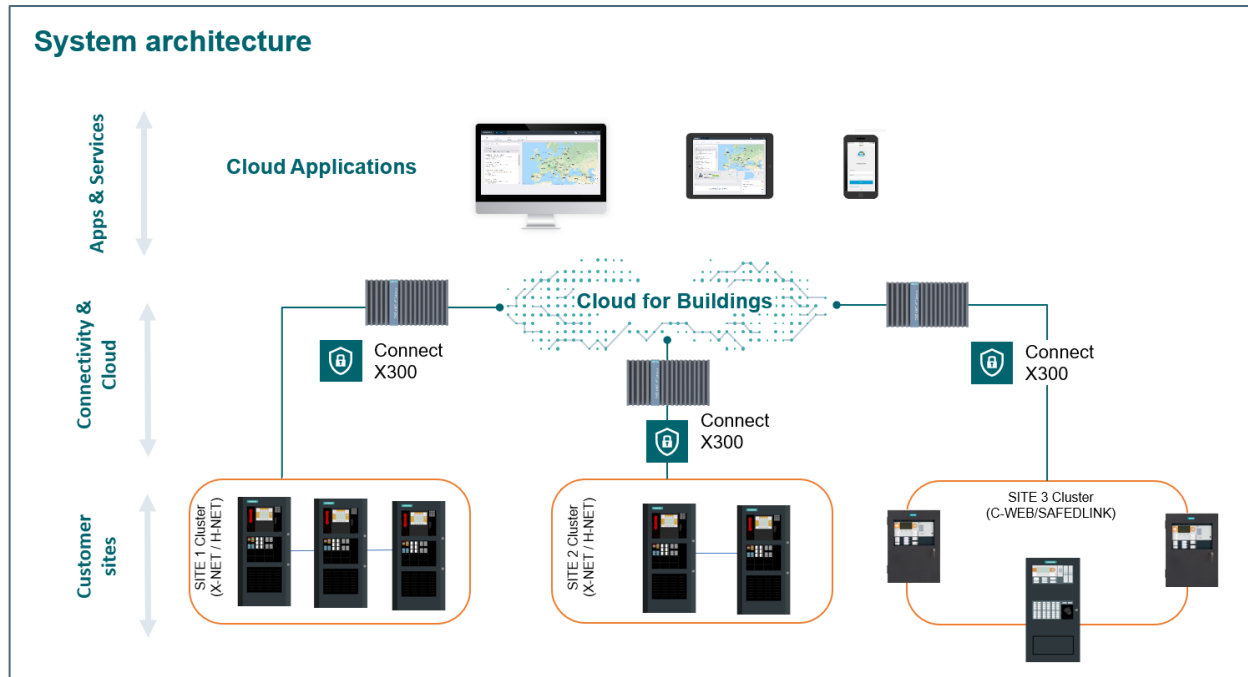 System architecture
Apps & Services
Cloud Applications
Connectivity &
Cloud
Cloud for Buildings
Connect
X300
Connect
X300
Connect
X300
Customer
sites
SITE 1 Cluster
(X-NET / H-NET)
SITE 2 Cluster
(X-NET / H-NET)
SITE 3 Cluster
(C-WEB/SAFEDLINK)